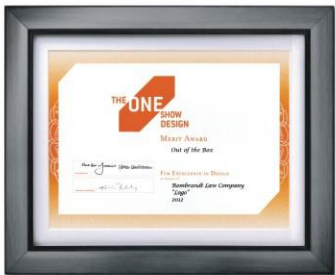 THE ONE
SHOW
DESIGN
MERIT AWARD
Out of the Box
FOR EXCELLENCE IN DESIGN
Rembrandt Law Company
"Logo"
2012